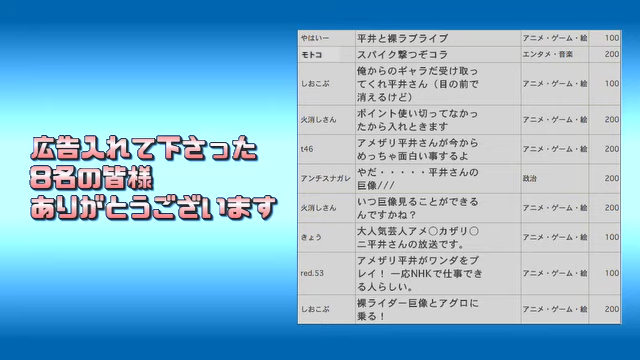 広告入れて下さった
8名の皆様
ありがとうございます
やはいー 平井と裸ラブライブ アニメ・ゲーム・絵 100
モトコ スパイク撃つぞコラ エンタメ・音楽 200
俺からのギャラだ受け取っ
しおこぷ てくれ平井さん（目の前で アニメ・ゲーム・絵 100
消えるけど）
火消しさん ポイント使い切ってなかっ アニメ・ゲーム・絵 200
たから入れときます
t46 アメザリ平井さんが今から アニメ・ゲーム・絵 200
めっちゃ面白い事するよ
アンチスナガレ やだ・・・・・平井さんの 政治 200
巨像///
火消しさん いつ巨像見ることができる アニメ・ゲーム・絵 200
んですかね？
きょう 大人気芸人アメ○カザリ○ アニメ・ゲーム・絵 100
二平井さんの放送です。
アメザリ平井がワンダをプ
red.53 レイ！ 一応NHKで仕事でき アニメ・ゲーム・絵 100
る人らしい。
しおこぷ 裸ライダー巨像とアグロに アニメ・ゲーム・絵 200
乗る！